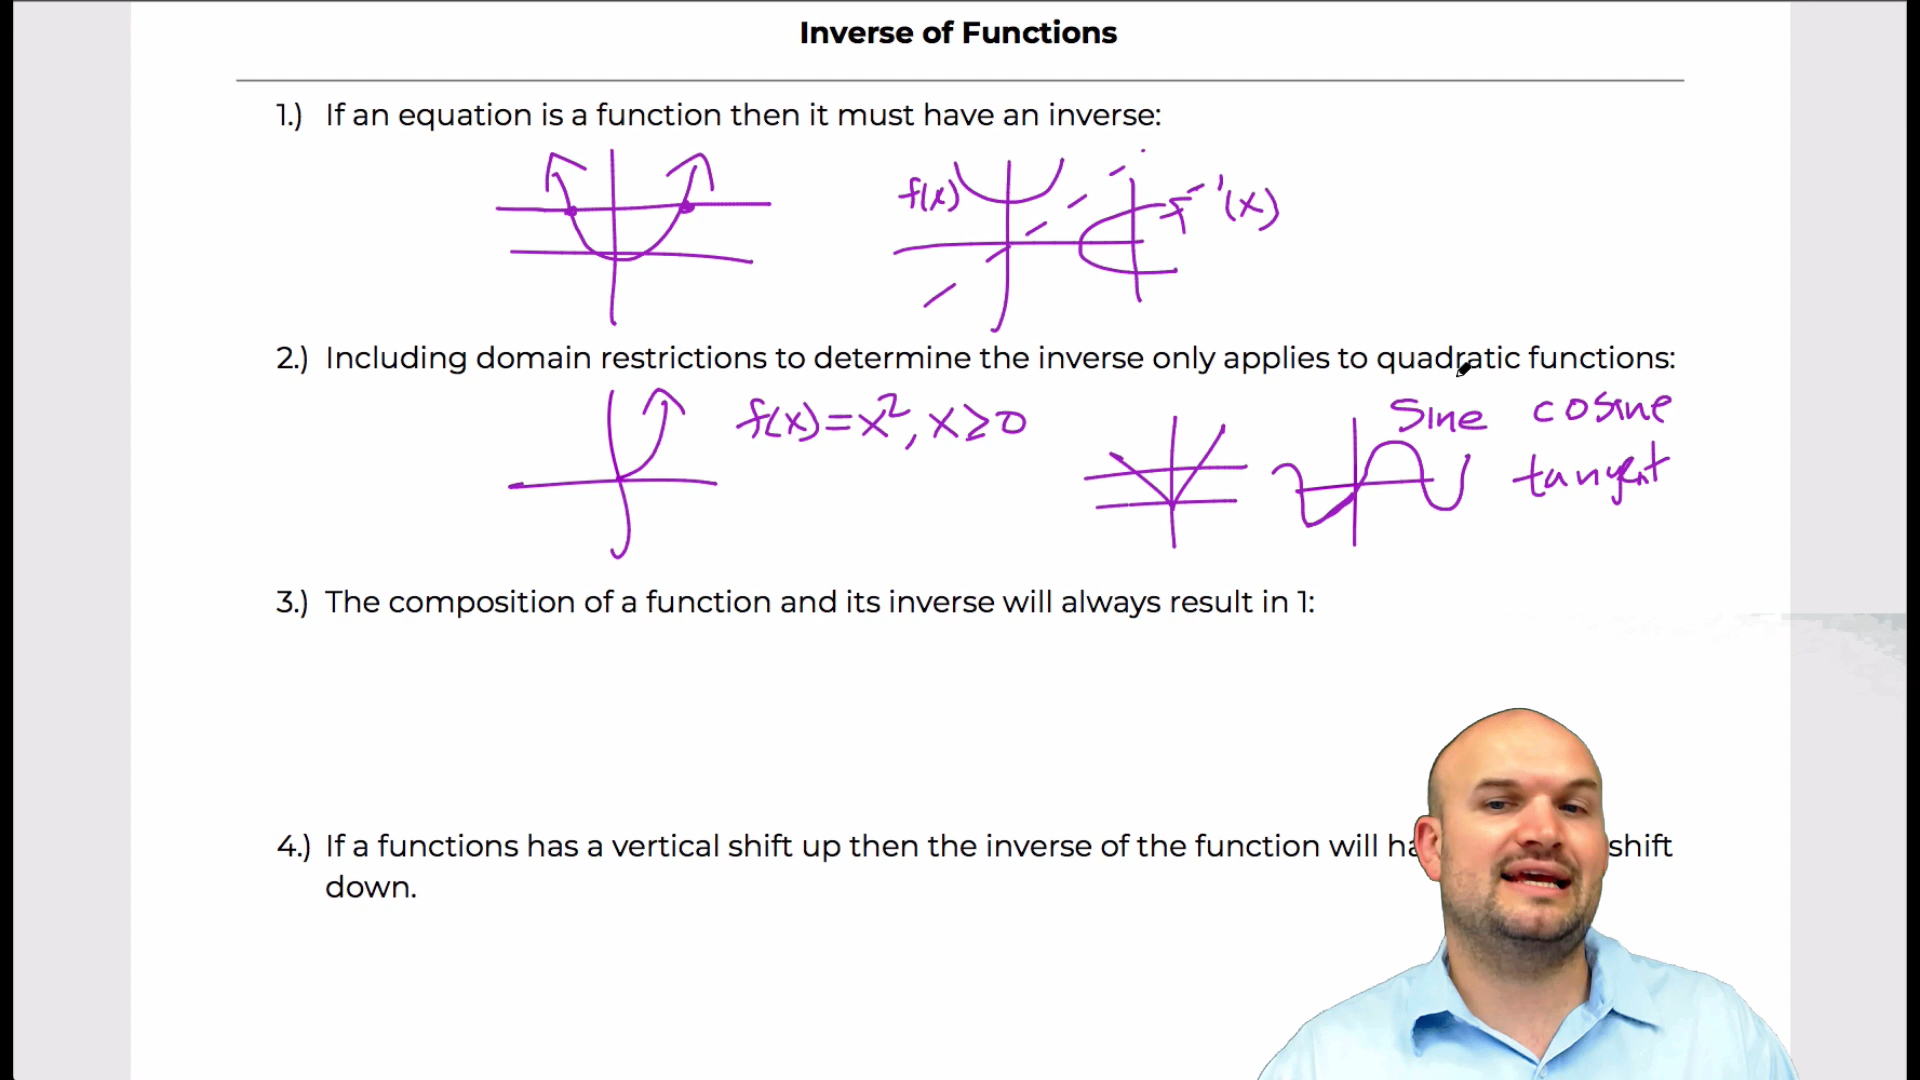 Inverse of Functions
1.) If an equation is a function then it must have an inverse:
f(x)
f⁻¹(x)
2.) Including domain restrictions to determine the inverse only applies to quadratic functions:
f(x)=x², x≥0
Sine cosine
tangent
3.) The composition of a function and its inverse will always result in 1:
4.) If a functions has a vertical shift up then the inverse of the function will shift
down.